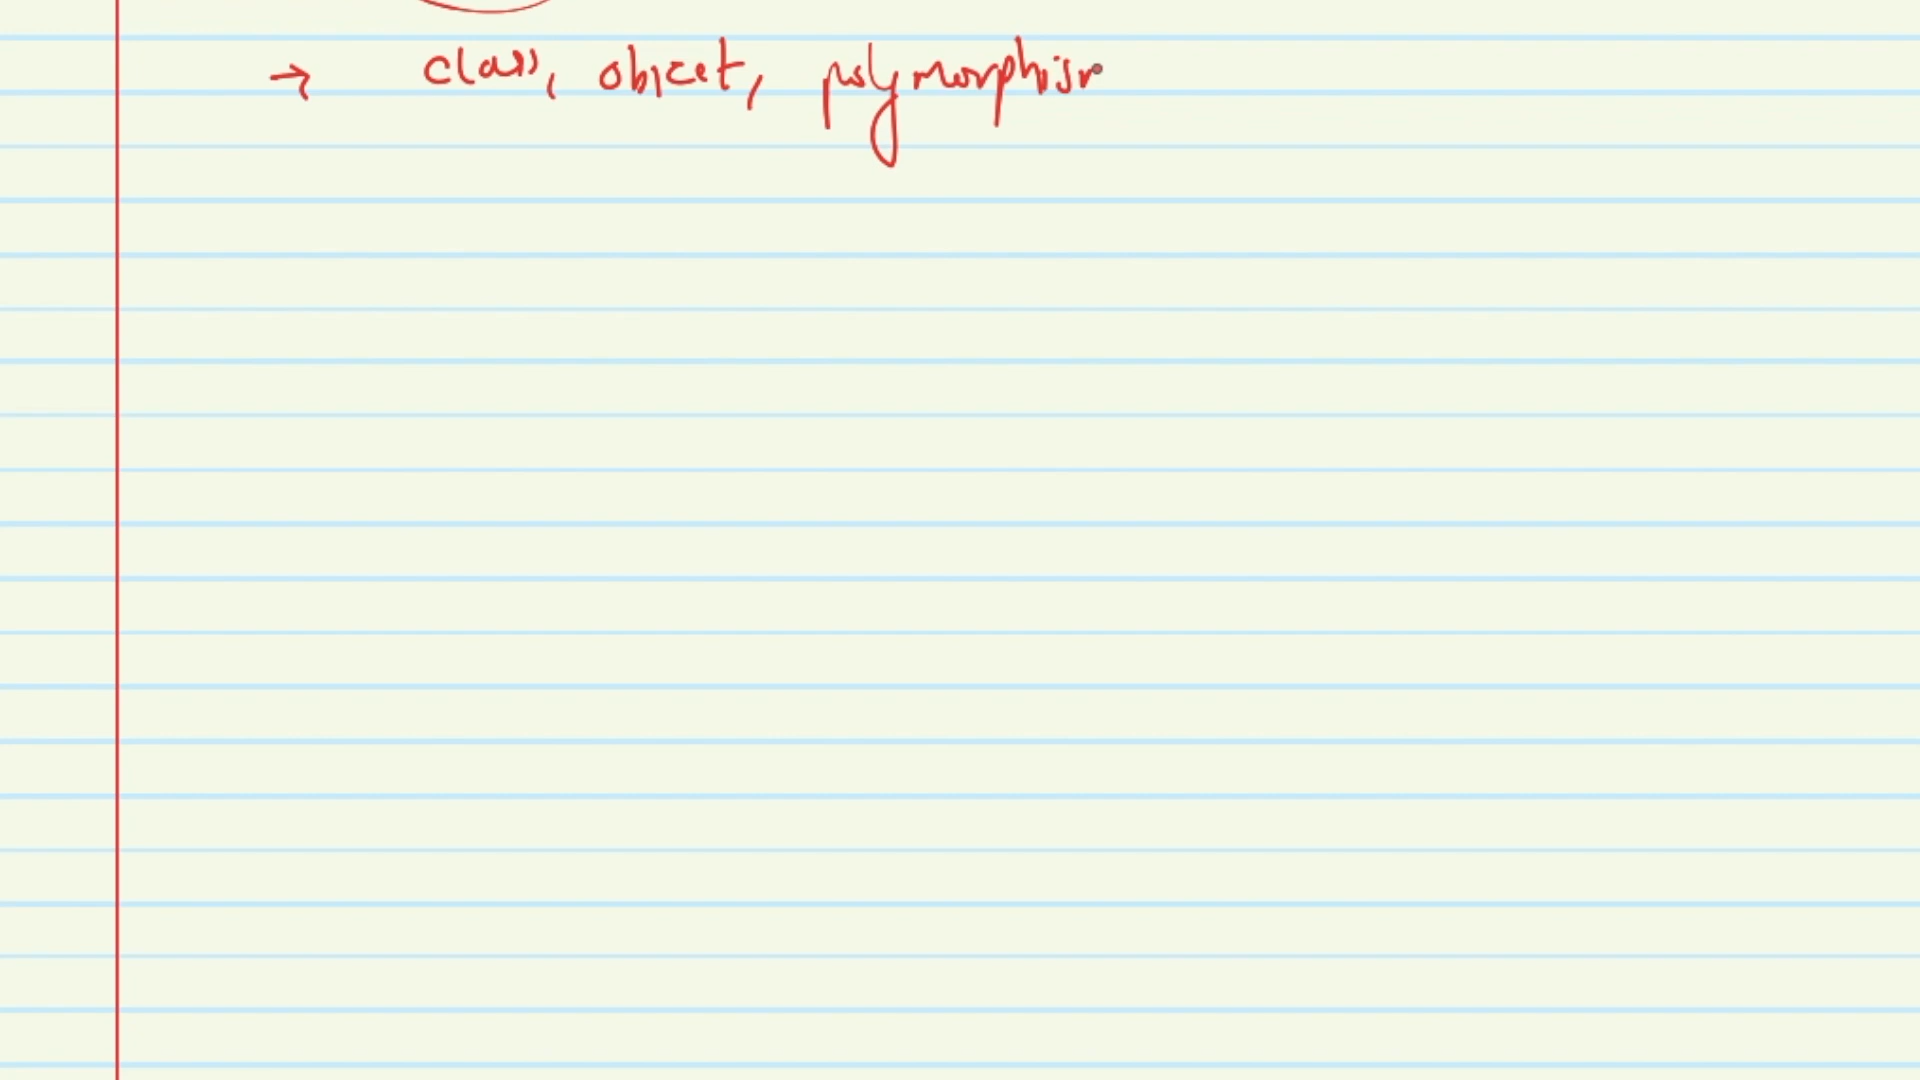 → class, object, polymorphism